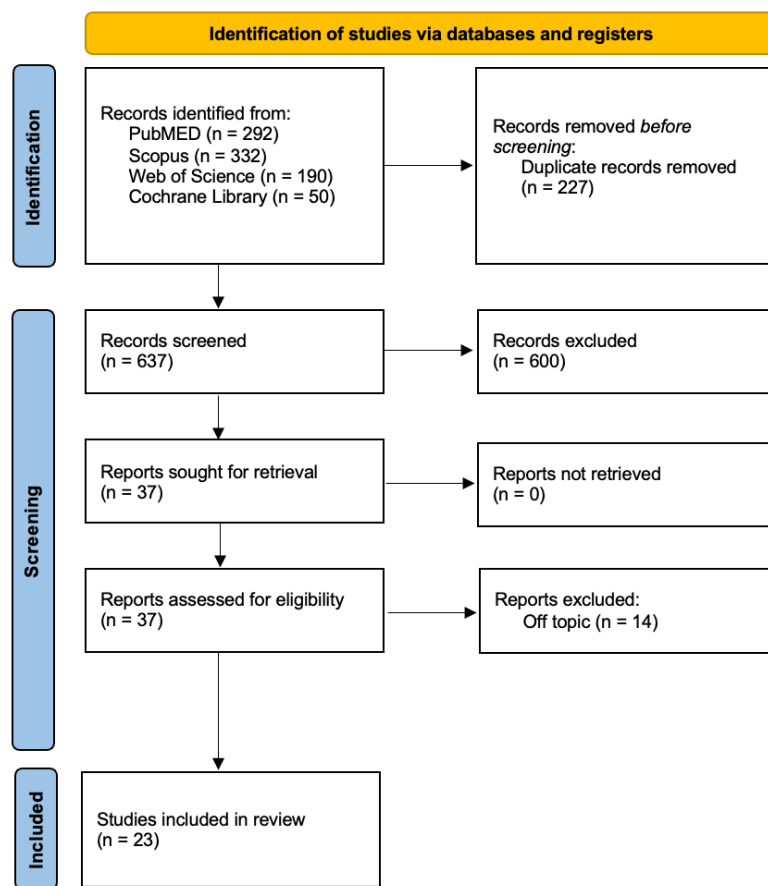 Identification of studies via databases and registers
Identification
Records identified from:
PubMED (n = 292)
Scopus (n = 332)
Web of Science (n = 190)
Cochrane Library (n = 50)
Records removed before
screening:
Duplicate records removed
(n = 227)
Screening
Records screened
(n = 637)
Records excluded
(n = 600)
Reports sought for retrieval
(n = 37)
Reports not retrieved
(n = 0)
Reports assessed for eligibility
(n = 37)
Reports excluded:
Off topic (n = 14)
Included
Studies included in review
(n = 23)